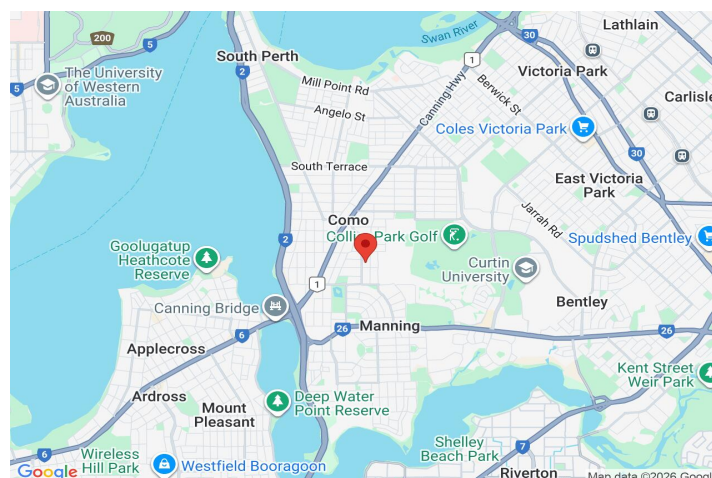 Lathlain
Swan River
200
5
30
1
South Perth
2
The University
of Western
Australia
5
Mill Point Rd
Canning Hwy
Berwick St
Victoria Park
Carlisle
Angelo St
Coles Victoria Park
30
South Terrace
East Victoria
Park
Jarrah Rd
Como
Collier Park Golf
2
Spudshed Bentley
Goolugatup
Heathcote
Reserve
Curtin
University
1
Bentley
Canning Bridge
6
26
Manning
26
Applecross
Kent Street
Weir Park
Ardross
Mount
Pleasant
Deep Water
Point Reserve
Shelley
Beach Park
7
6
Wireless
Hill Park
Westfield Booragoon
Riverton
Google
Map data ©2026 Google